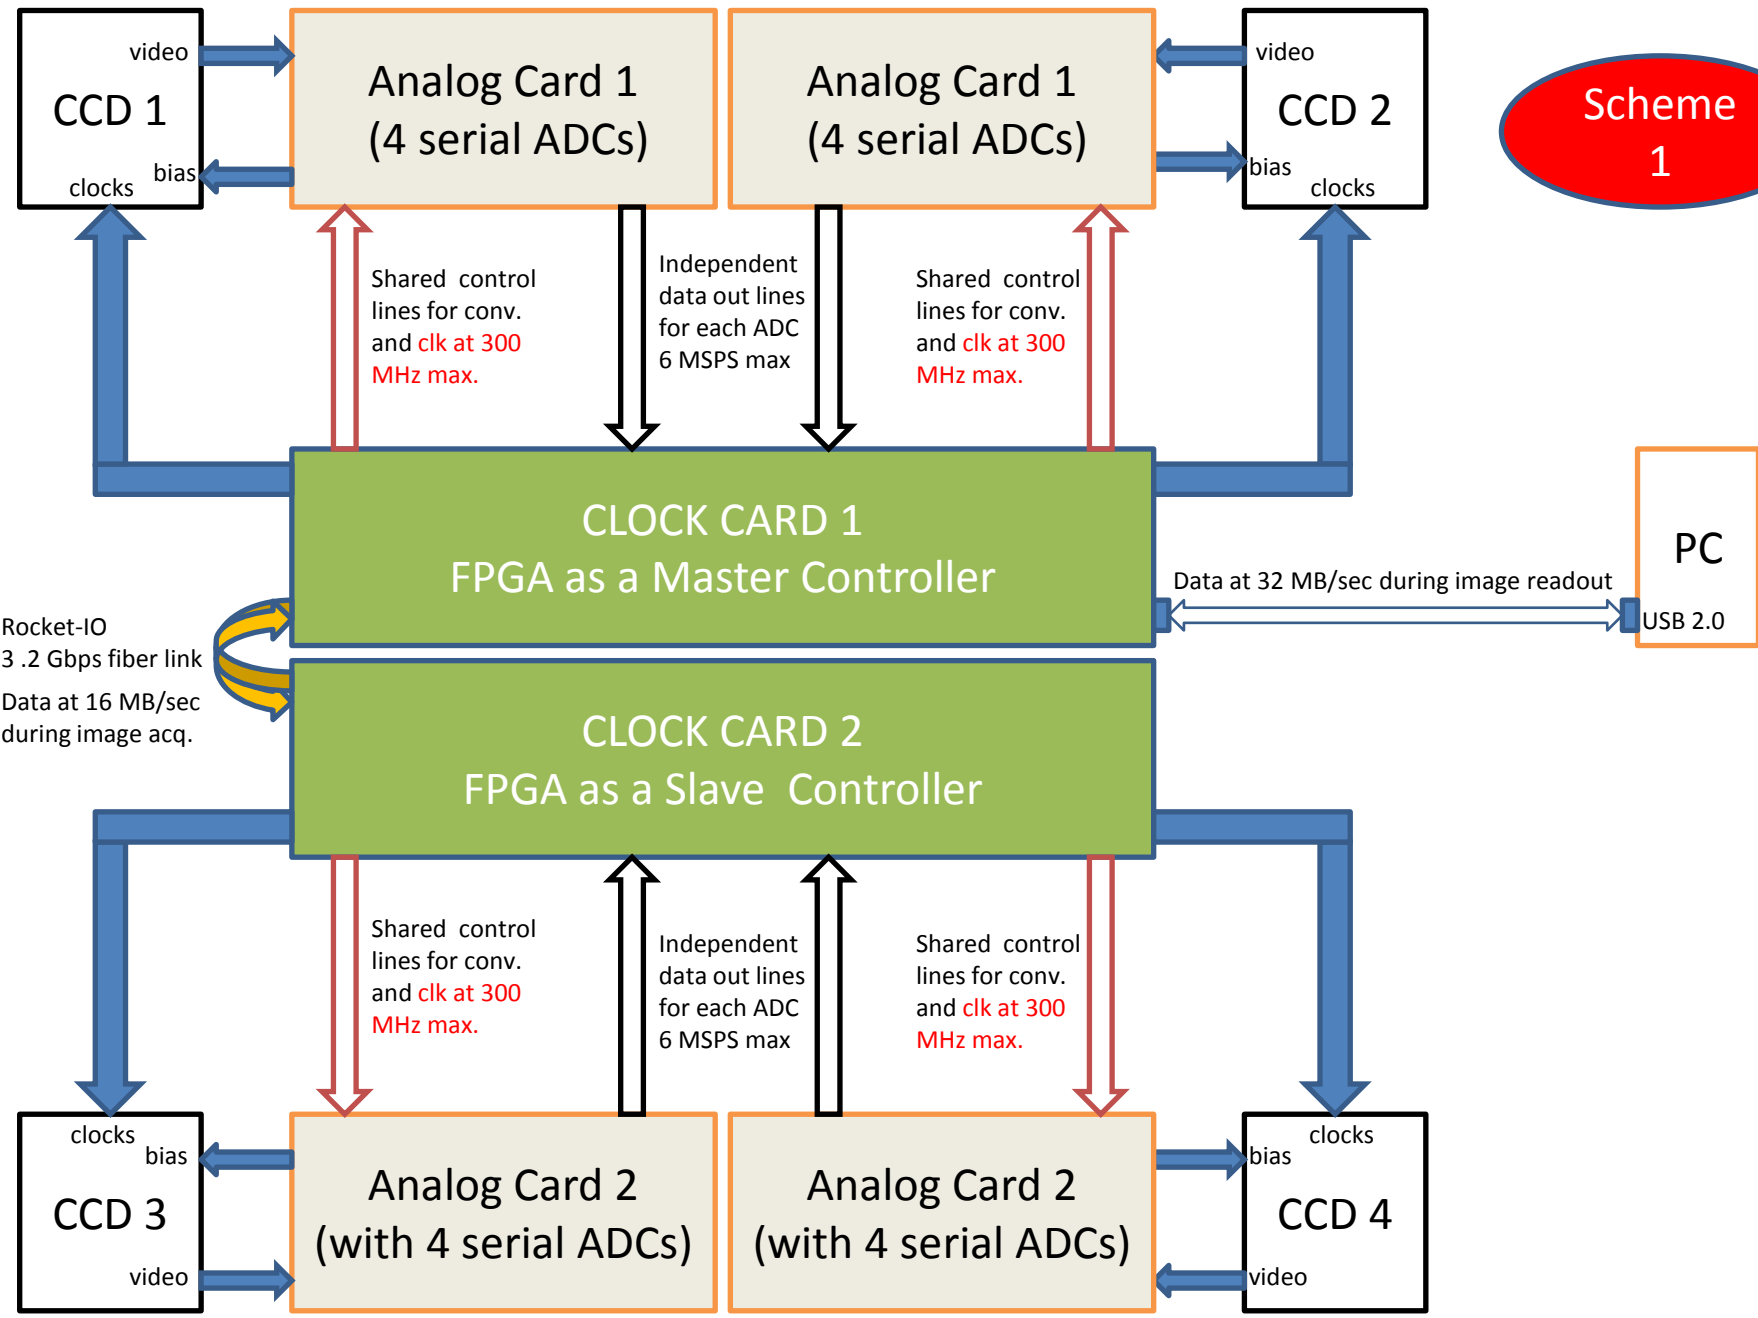 video
CCD 1
bias
clocks
Analog Card 1
(4 serial ADCs)
Analog Card 1
(4 serial ADCs)
video
CCD 2
bias
clocks
Scheme
1
Shared control
lines for conv.
and clk at 300
MHz max.
Independent
data out lines
for each ADC
6 MSPS max
Shared control
lines for conv.
and clk at 300
MHz max.
CLOCK CARD 1
FPGA as a Master Controller
Data at 32 MB/sec during image readout
PC
USB 2.0
Rocket-IO
3 .2 Gbps fiber link
Data at 16 MB/sec
during image acq.
CLOCK CARD 2
FPGA as a Slave Controller
Shared control
lines for conv.
and clk at 300
MHz max.
Independent
data out lines
for each ADC
6 MSPS max
Shared control
lines for conv.
and clk at 300
MHz max.
clocks
bias
CCD 3
video
Analog Card 2
(with 4 serial ADCs)
Analog Card 2
(with 4 serial ADCs)
clocks
bias
CCD 4
video